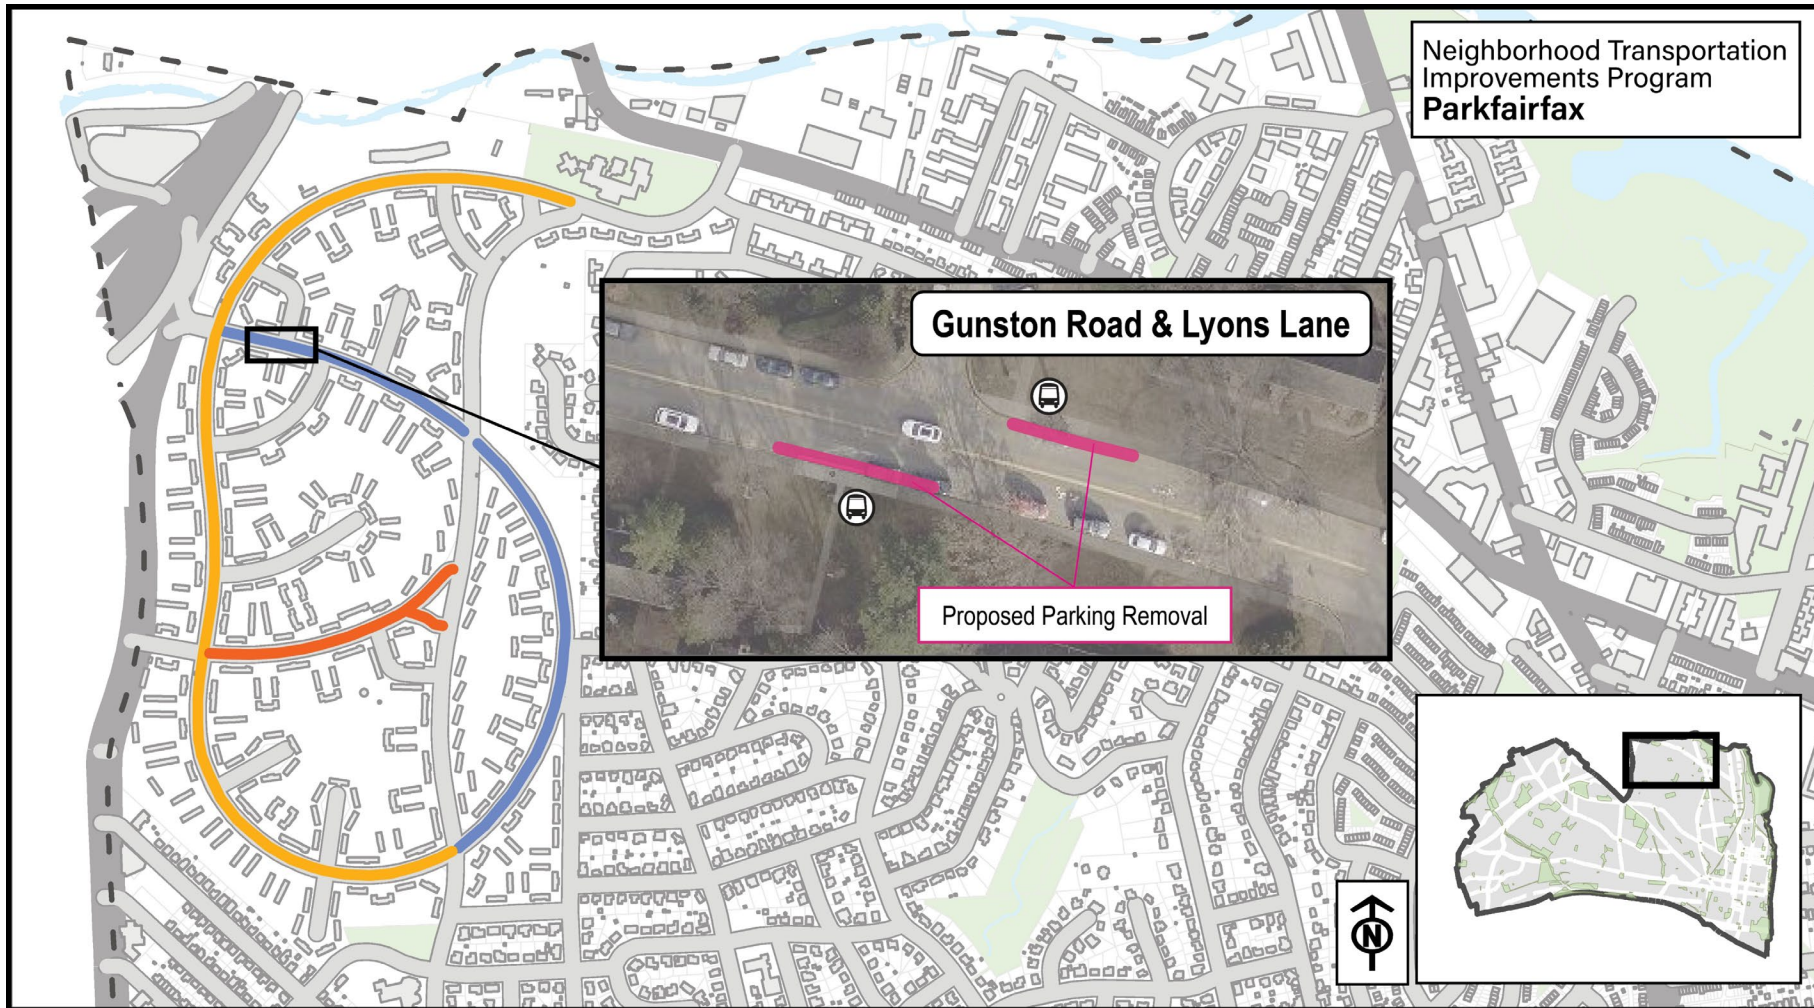 Neighborhood Transportation
Improvements Program
Parkfairfax
Gunston Road & Lyons Lane
Proposed Parking Removal
N